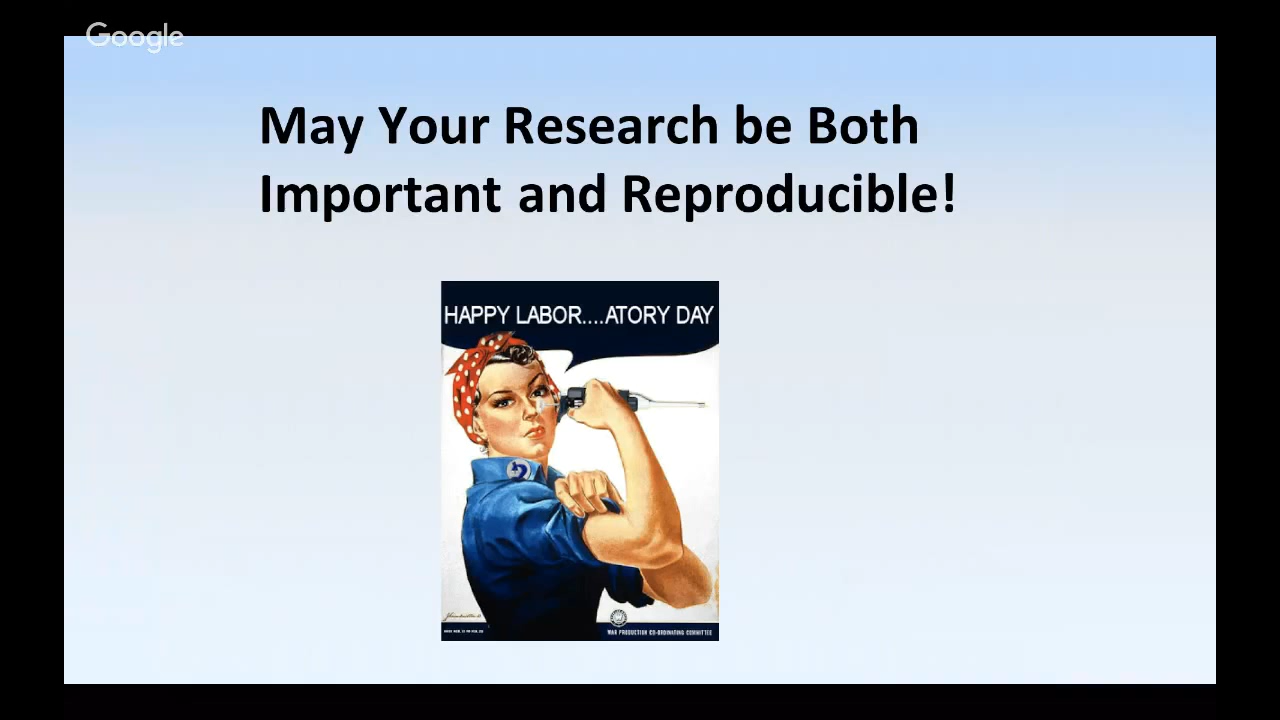 Google
May Your Research be Both
Important and Reproducible!
HAPPY LABOR....ATORY DAY
WAR PRODUCTION CO-ORDINATING COMMITTEE